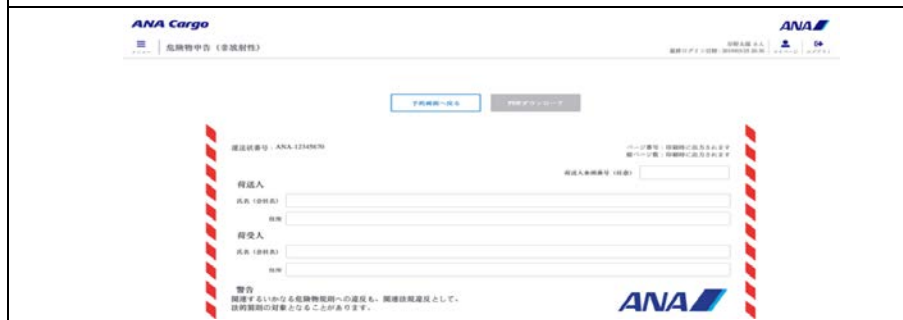 ANA Cargo
ANA
危険物申告（非放射性）
予約画面へ戻る
PDFダウンロード
運送状番号：ANA-12345670
ページ番号：印刷時に出力されます
総ページ数：印刷時に出力されます
荷送人参照番号（任意）
荷送人
氏名（会社名）
住所
荷受人
氏名（会社名）
住所
警告
関連するいかなる危険物規則への違反も、関連法規違反として、
法的罰則の対象となることがあります。
ANA